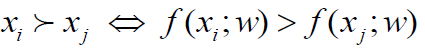 x_i ≻ x_j ⇔ f(x_i; w) > f(x_j; w)